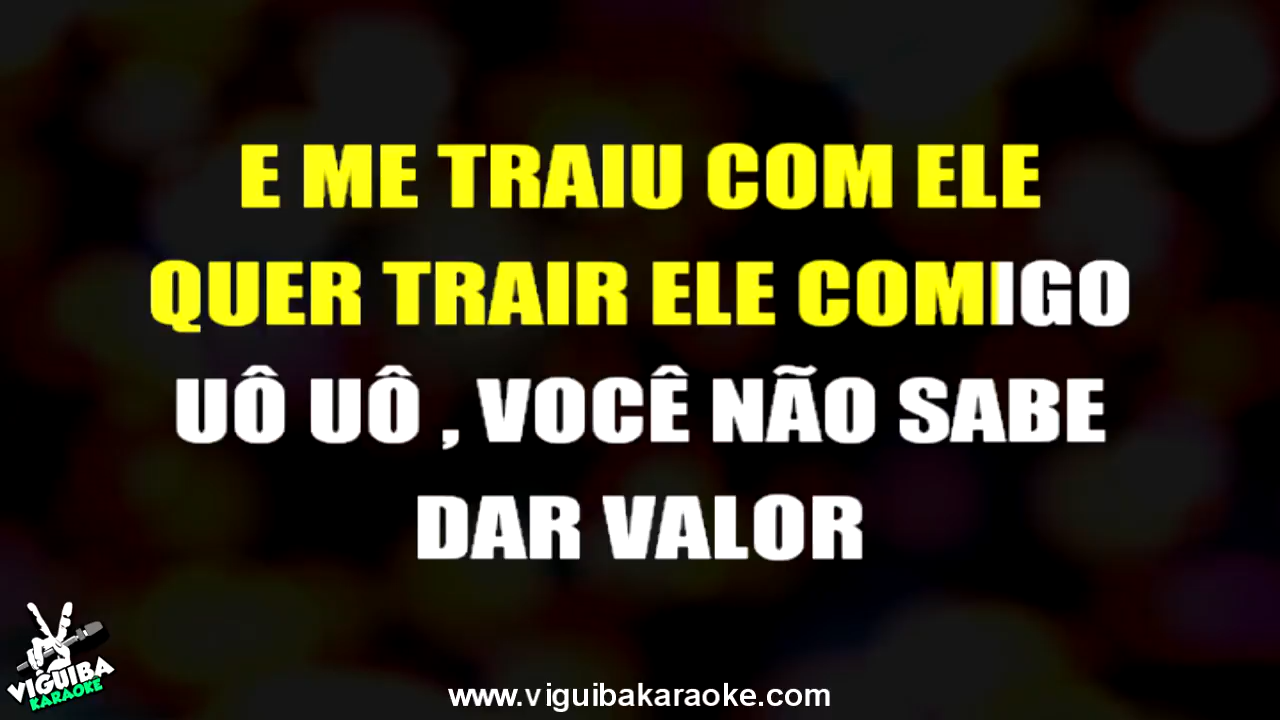 E ME TRAIU COM ELE
QUER TRAIR ELE COMIGO
UÔ UÔ , VOCÊ NÃO SABE
DAR VALOR
VIGUIBA
KARAOKE
www.viguibakaraoke.com